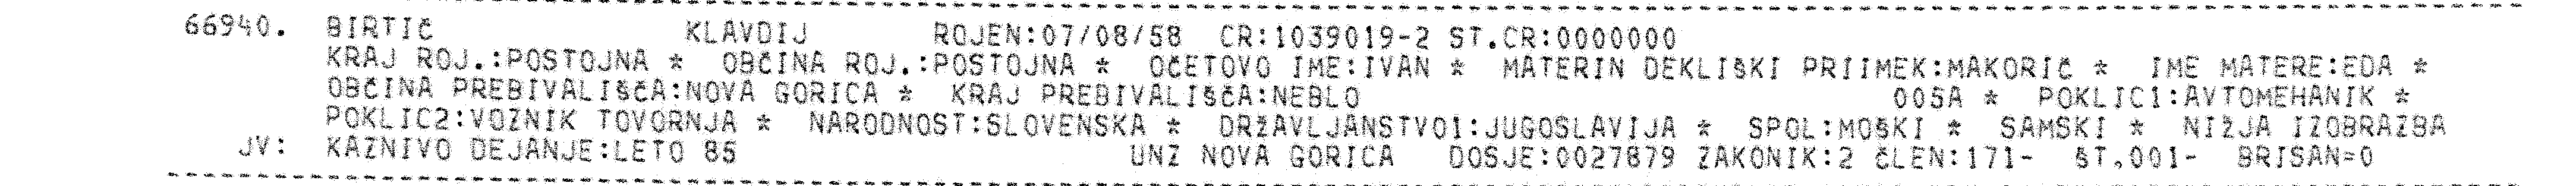 66940. BIRTIČ KLAVDIJ ROJEN:07/08/58 CR:1039019-2 ST.CR:0000000
KRAJ ROJ.:POSTOJNA * OBČINA ROJ.:POSTOJNA * OČETOVO IME:IVAN * MATERIN DEKLIŠKI PRIIMEK:MAKORIČ * IME MATERE:EDA *
OBČINA PREBIVALIŠČA:NOVA GORICA * KRAJ PREBIVALIŠČA:NEBLO 005A * POKLIC1:AVTOMEHANIK *
POKLIC2:VOZNIK TOVORNJA * NARODNOST:SLOVENSKA * DRŽAVLJANSTVO1:JUGOSLAVIJA * SPOL:MOŠKI * SAMSKI * NIŽJA IZOBRAZBA
JV: KAZNIVO DEJANJE:LETO 85 UNZ NOVA GORICA DOSJE:0027879 ZAKONIK:2 ČLEN:171- ŠT.001- BRISAN=0